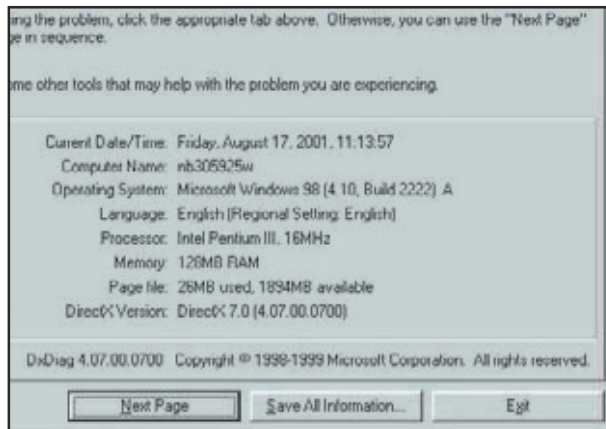 ing the problem, click the appropriate tab above. Otherwise, you can use the "Next Page"
ge in sequence.
ome other tools that may help with the problem you are experiencing.
Current Date/Time: Friday, August 17, 2001, 11:13:57
Computer Name: nb305925w
Operating System: Microsoft Windows 98 (4.10, Build 2222) A
Language: English (Regional Setting: English)
Processor: Intel Pentium III, 16MHz
Memory: 128MB RAM
Page file: 26MB used, 1894MB available
DirectX Version: DirectX 7.0 (4.07.00.0700)
DxDiag 4.07.00.0700 Copyright © 1998-1999 Microsoft Corporation. All rights reserved.
Next Page Save All Information... Exit